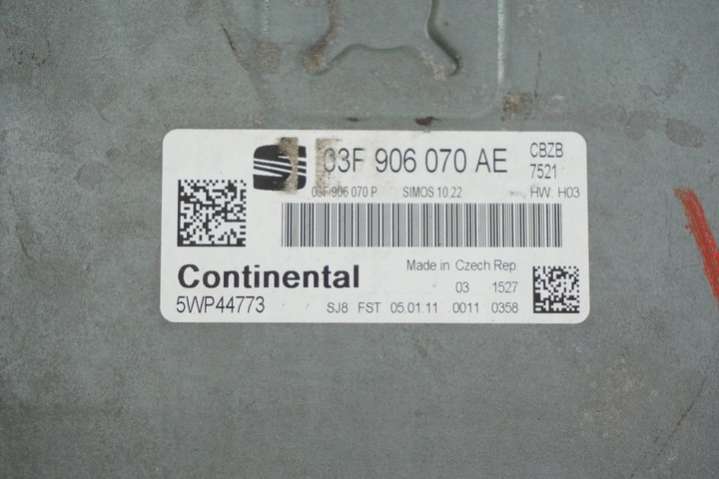 03F 906 070 AE CBZB
7521
03F 906 070 P SIMOS 10.22 HW: H03
Continental Made in Czech Rep
03 1527
5WP44773 SJ8 FST 05.01.11 0011 0358